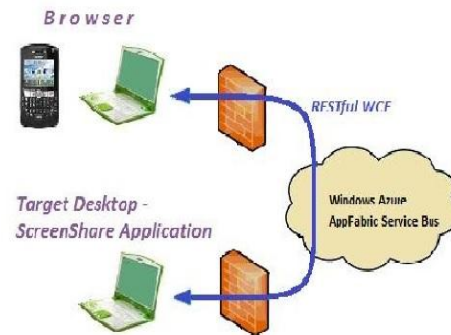 Browser
RESTful WCF
Windows Azure
AppFabric Service Bus
Target Desktop -
ScreenShare Application